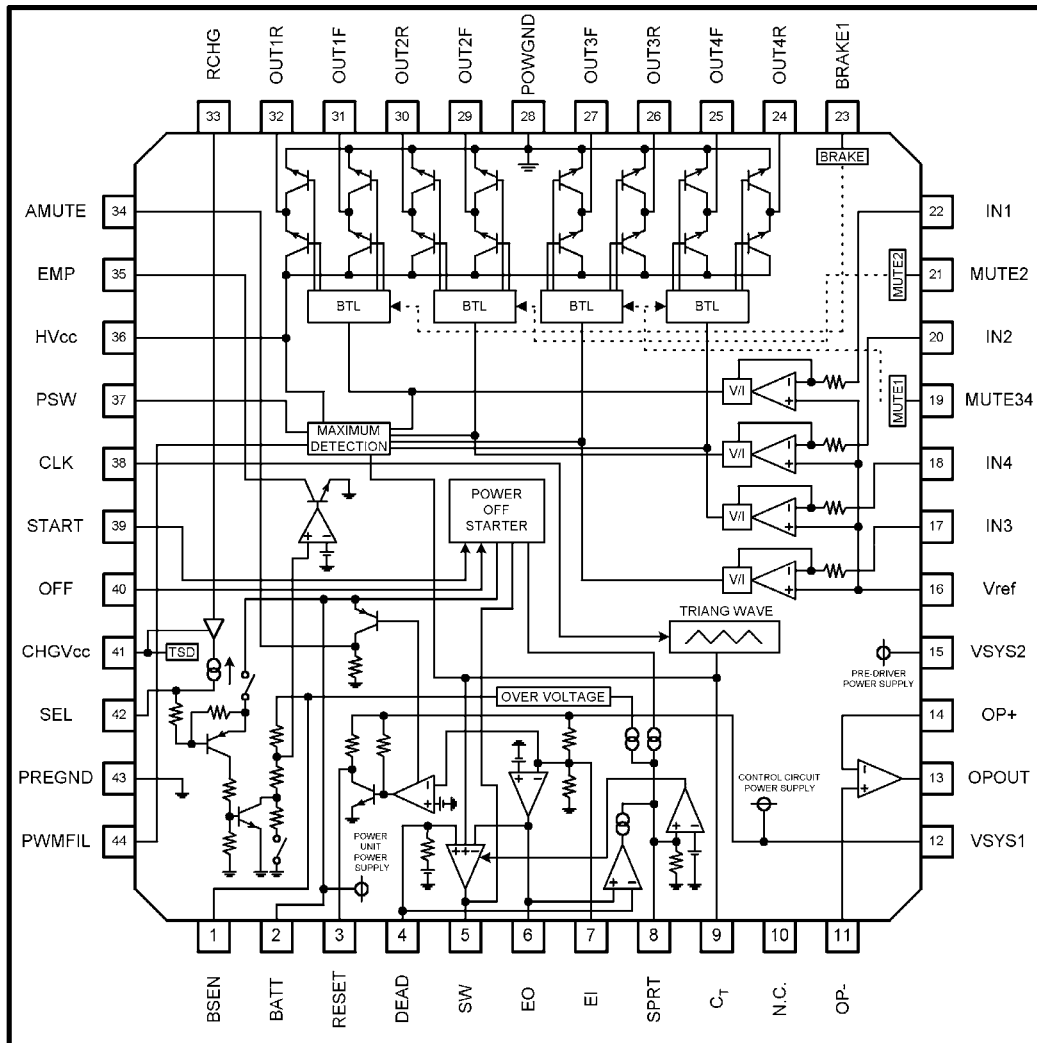 RCHG
OUT1R
OUT1F
OUT2R
OUT2F
POWGND
OUT3F
OUT3R
OUT4F
OUT4R
BRAKE1
33
32
31
30
29
28
27
26
25
24
23
BRAKE
AMUTE 34
22 IN1
EMP 35
MUTE2
21 MUTE2
BTL
BTL
BTL
BTL
HVcc 36
20 IN2
PSW 37
V/I
- +
MUTE1
19 MUTE34
MAXIMUM
DETECTION
CLK 38
V/I
- +
18 IN4
POWER
OFF
STARTER
START 39
+ -
V/I
- +
17 IN3
OFF 40
V/I
- +
16 Vref
TRIANG WAVE
CHGVcc 41
TSD
15 VSYS2
PRE-DRIVER
POWER SUPPLY
OVER VOLTAGE
SEL 42
14 OP+
PREGND 43
CONTROL CIRCUIT
POWER SUPPLY
13 OPOUT
PWMFIL 44
POWER
UNIT
POWER
SUPPLY
12 VSYS1
1
2
3
4
5
6
7
8
9
10
11
BSEN
BATT
RESET
DEAD
SW
EO
EI
SPRT
CT
N.C.
OP-